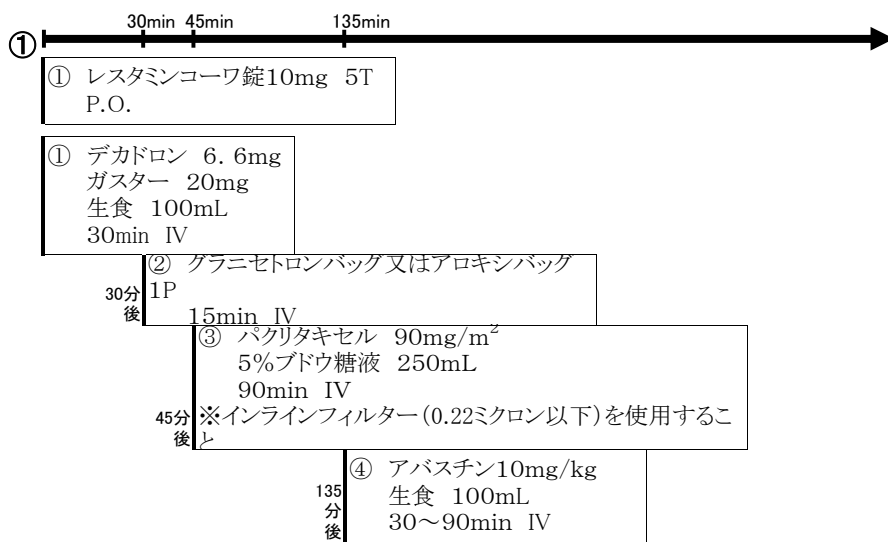 30min 45min 135min
①
① レスタミンコーワ錠10mg 5T
P.O.
① デカドロン 6.6mg
ガスター 20mg
生食 100mL
30min IV
30分
後
② グラニセトロンバッグ又はアロキシバッグ
1P
15min IV
45分
後
③ パクリタキセル 90mg/m²
5%ブドウ糖液 250mL
90min IV
※インラインフィルター(0.22ミクロン以下)を使用するこ
と
135
分
後
④ アバスチン10mg/kg
生食 100mL
30~90min IV